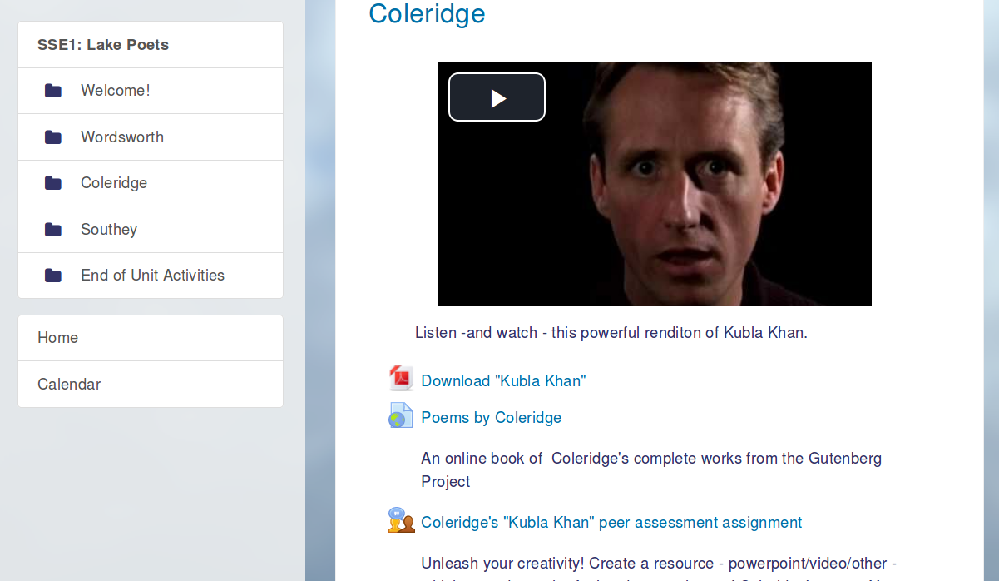 SSE1: Lake Poets
Welcome!
Wordsworth
Coleridge
Southey
End of Unit Activities
Home
Calendar
Coleridge
Listen -and watch - this powerful renditon of Kubla Khan.
Download "Kubla Khan"
Poems by Coleridge
An online book of  Coleridge's complete works from the Gutenberg
Project
Coleridge's "Kubla Khan" peer assessment assignment
Unleash your creativity! Create a resource - powerpoint/video/other -